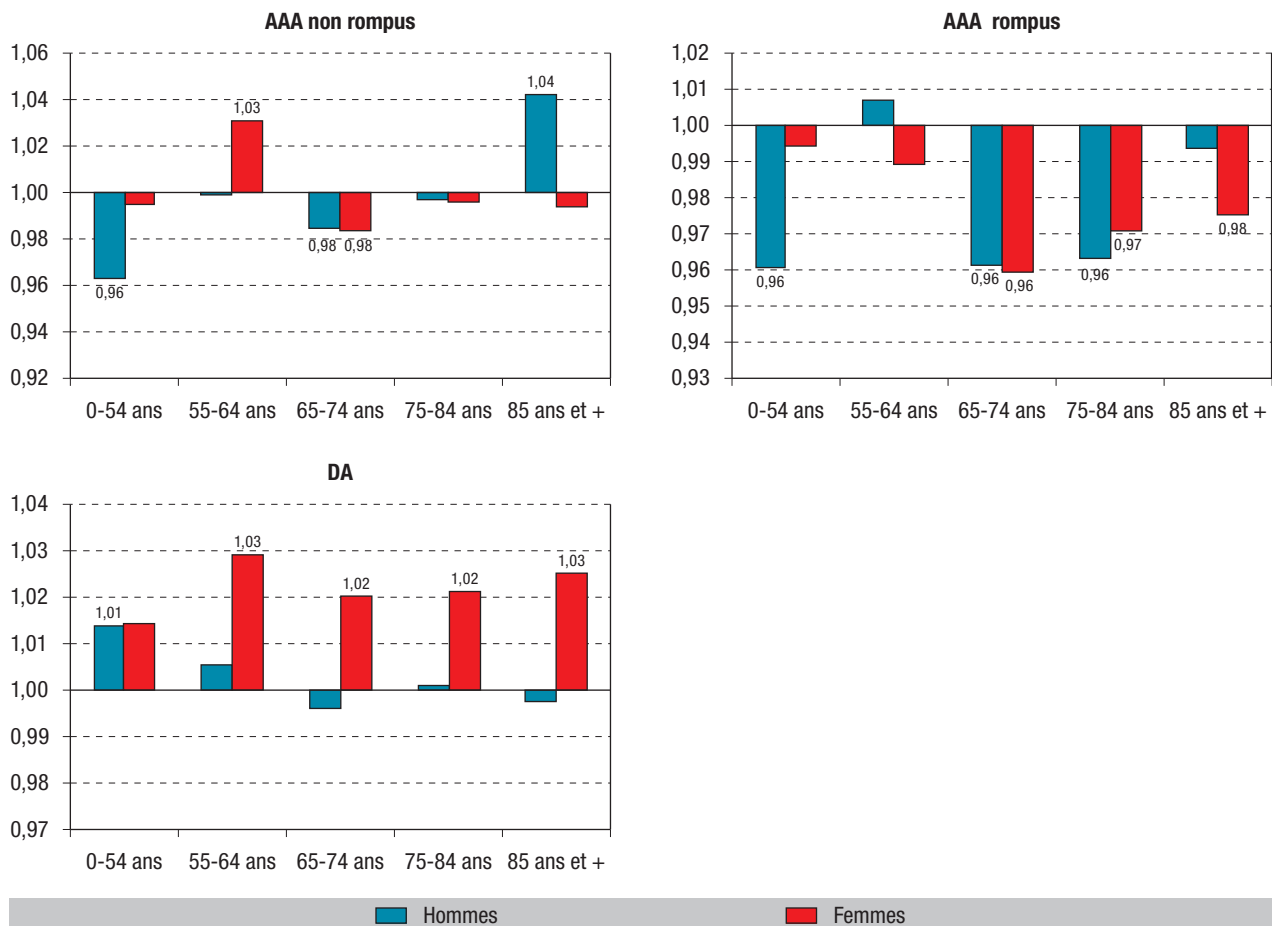 AAA non rompus
1,06
1,04
1,02
1,00
0,98
0,96
0,94
0,92
0,96
1,03
0,98
0,98
1,04
0-54 ans
55-64 ans
65-74 ans
75-84 ans
85 ans et +
AAA rompus
1,02
1,01
1,00
0,99
0,98
0,97
0,96
0,95
0,94
0,93
0,96
0,96
0,96
0,96
0,97
0,98
0-54 ans
55-64 ans
65-74 ans
75-84 ans
85 ans et +
DA
1,04
1,03
1,02
1,01
1,00
0,99
0,98
0,97
1,01
1,03
1,02
1,02
1,03
0-54 ans
55-64 ans
65-74 ans
75-84 ans
85 ans et +
Hommes
Femmes